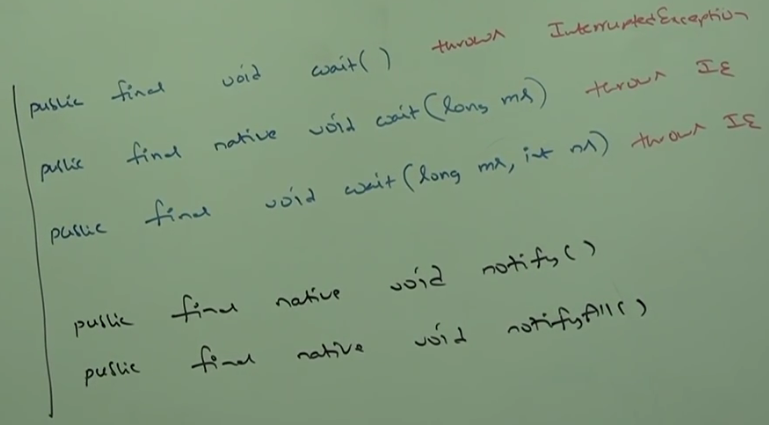 public final void wait() throws InterruptedException
public final native void wait(long ms) throws IE
public final void wait(long ms, int ns) throws IE
public final native void notify()
public final native void notifyAll()